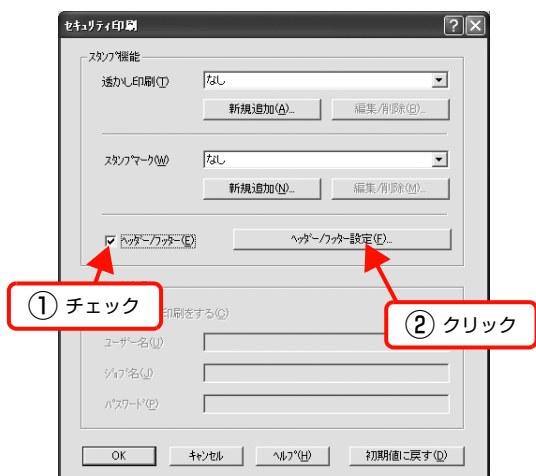 セキュリティ印刷
スタンプ機能
透かし印刷(T) なし
新規追加(A)... 編集/削除(B)...
スタンプマーク(W) なし
新規追加(N)... 編集/削除(M)...
ヘッダー/フッター(E) ヘッダー/フッター設定(F)...
① チェック
印刷をする(C)
② クリック
ユーザー名(U)
ジョブ名(J)
パスワード(P)
OK キャンセル ヘルプ(H) 初期値に戻す(D)